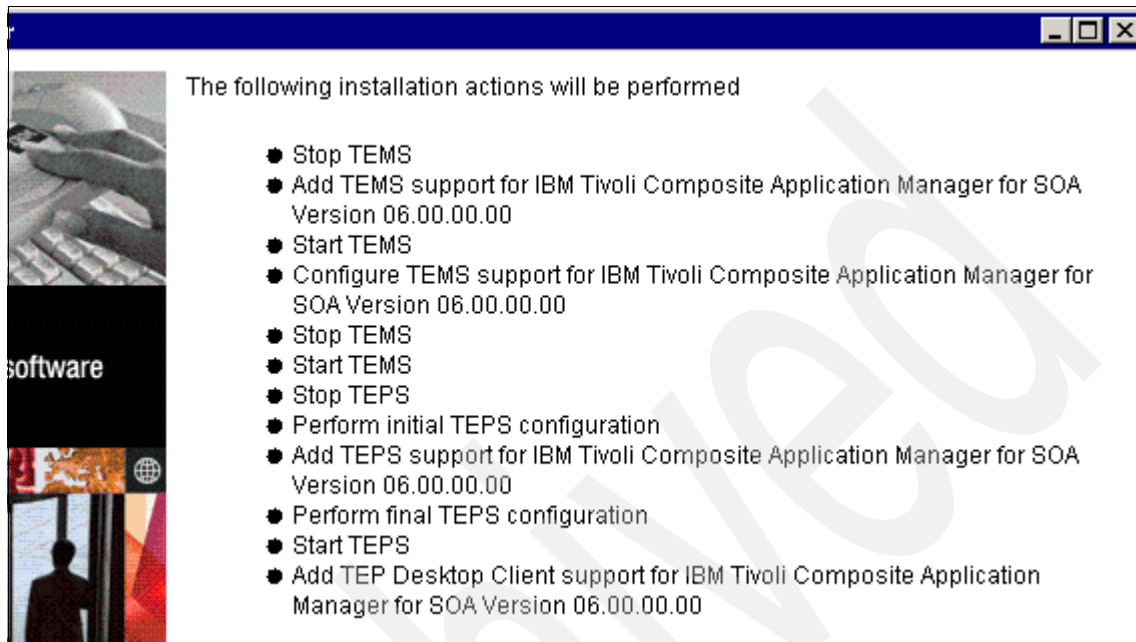 r
The following installation actions will be performed
Stop TEMS
Add TEMS support for IBM Tivoli Composite Application Manager for SOA
Version 06.00.00.00
Start TEMS
Configure TEMS support for IBM Tivoli Composite Application Manager for
SOA Version 06.00.00.00
Stop TEMS
Start TEMS
Stop TEPS
Perform initial TEPS configuration
Add TEPS support for IBM Tivoli Composite Application Manager for SOA
Version 06.00.00.00
Perform final TEPS configuration
Start TEPS
Add TEP Desktop Client support for IBM Tivoli Composite Application
Manager for SOA Version 06.00.00.00
software
hived